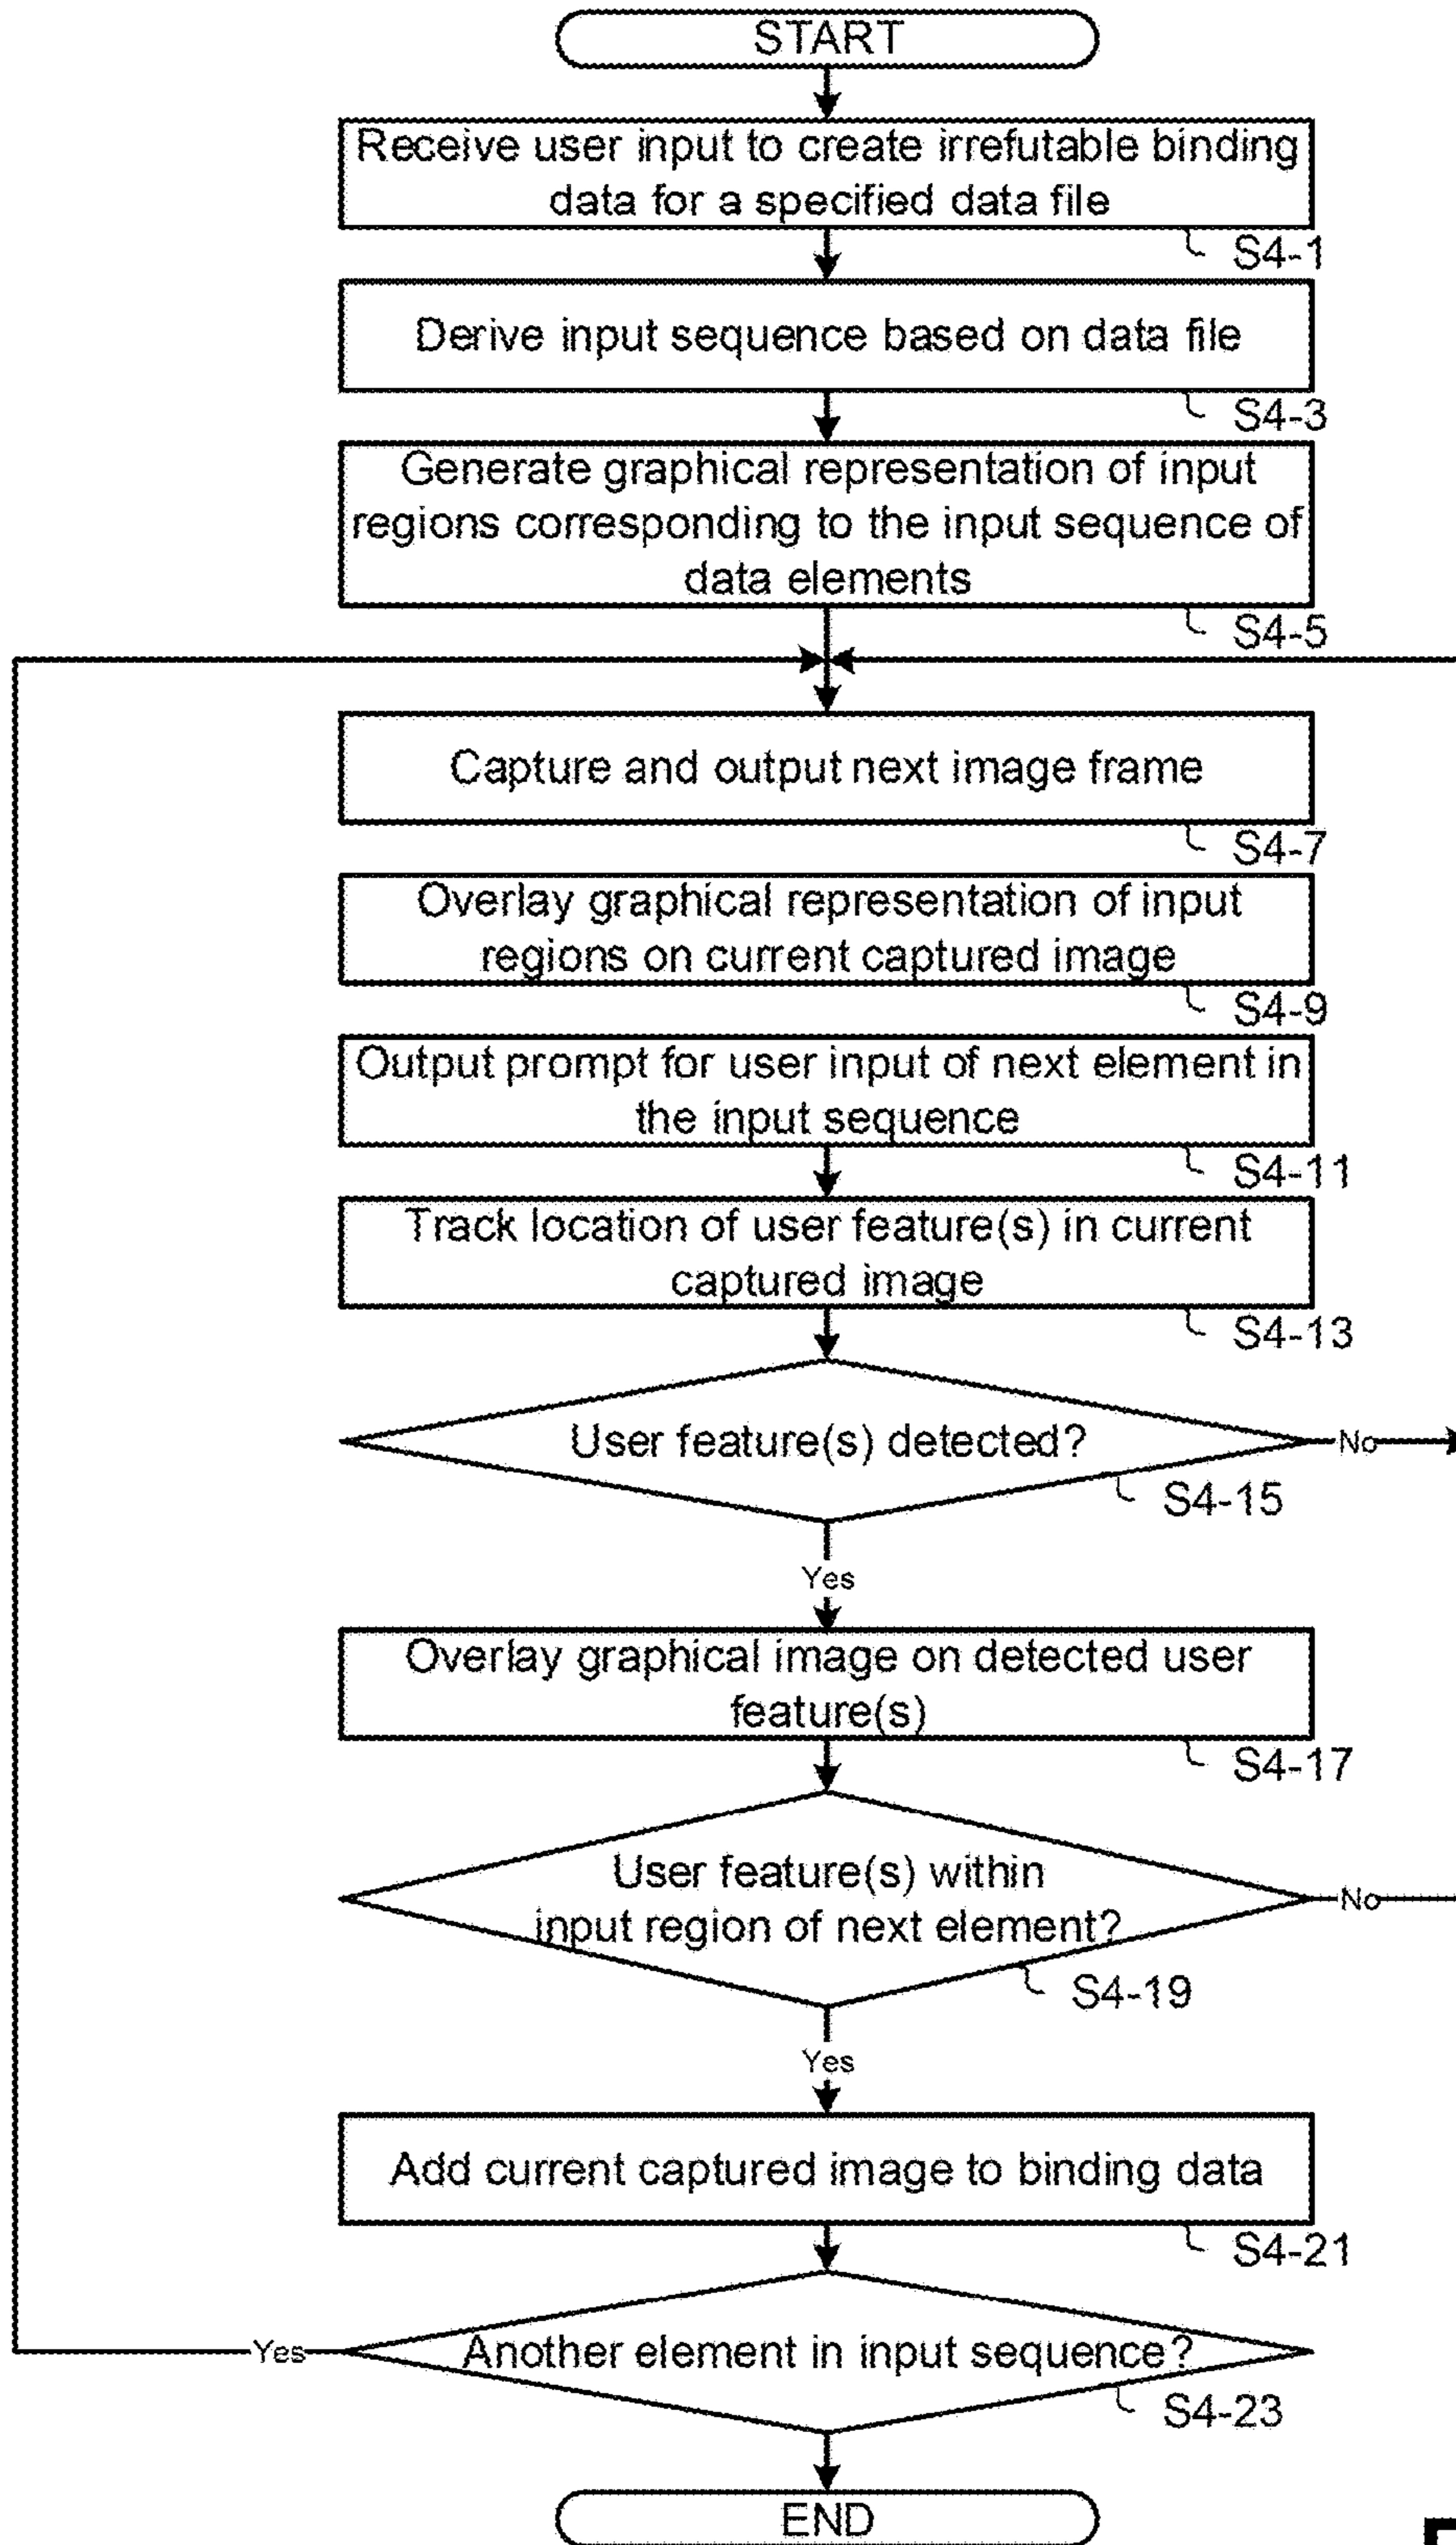 START
Receive user input to create irrefutable binding
data for a specified data file
S4-1
Derive input sequence based on data file
S4-3
Generate graphical representation of input
regions corresponding to the input sequence of
data elements
S4-5
Capture and output next image frame
S4-7
Overlay graphical representation of input
regions on current captured image
S4-9
Output prompt for user input of next element in
the input sequence
S4-11
Track location of user feature(s) in current
captured image
S4-13
User feature(s) detected?
No
S4-15
Yes
Overlay graphical image on detected user
feature(s)
S4-17
User feature(s) within
input region of next element?
No
S4-19
Yes
Add current captured image to binding data
S4-21
Another element in input sequence?
Yes
S4-23
END